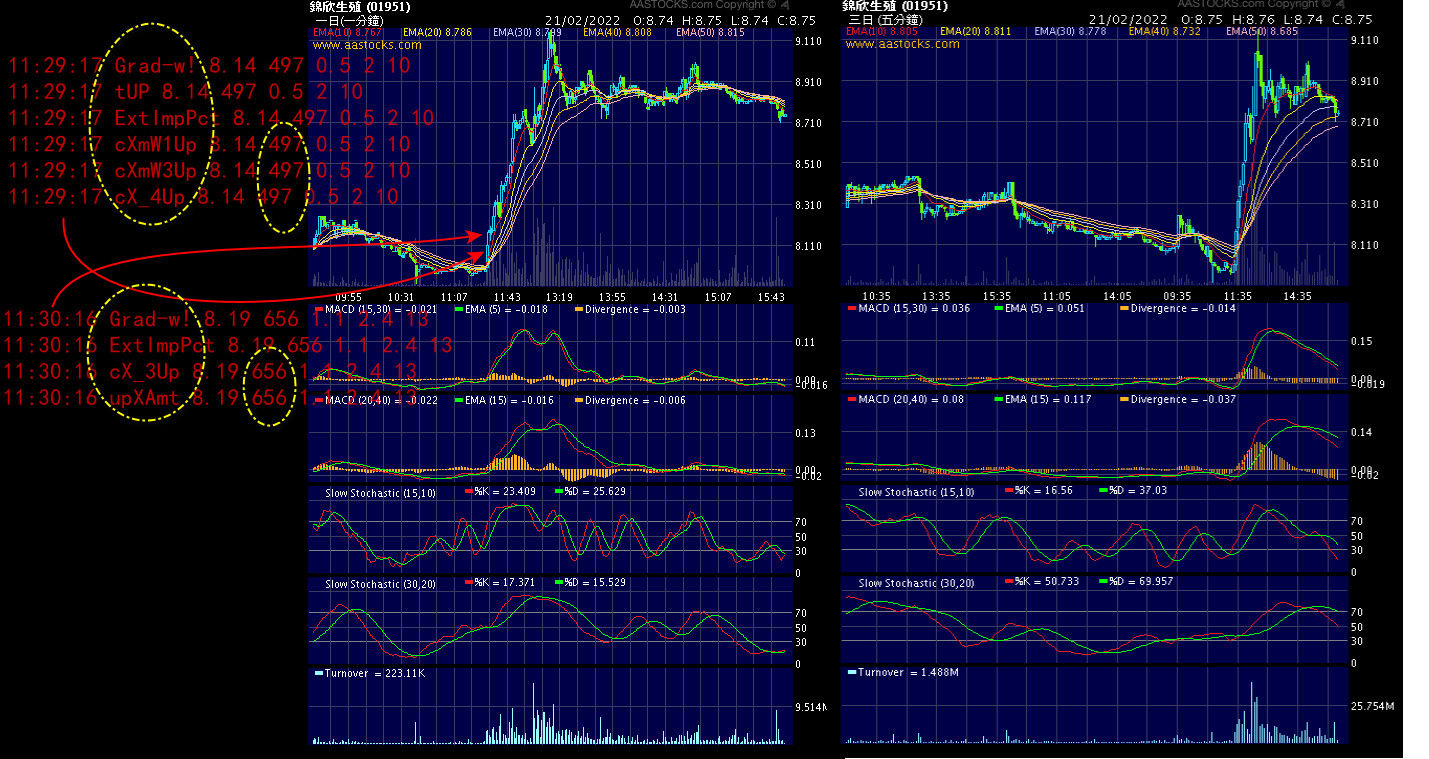 錦欣生殖 (01951)
AASTOCKS.com Copyright ©
一日(一分鐘)
21/02/2022 O:8.74 H:8.75 L:8.74 C:8.75
EMA(10) 8.767 EMA(20) 8.786 EMA(30) 8.799 EMA(40) 8.808 EMA(50) 8.815
www.aastocks.com
9.110
8.910
8.710
8.510
8.310
8.110
09:55 10:31 11:07 11:43 13:19 13:55 14:31 15:07 15:43
MACD (15,30) = -0.021 EMA (5) = -0.018 Divergence = -0.003
0.11
0.00
-0.016
MACD (20,40) = -0.022 EMA (15) = -0.016 Divergence = -0.006
0.13
0.00
-0.02
Slow Stochastic (15,10) %K = 23.409 %D = 25.629
70
50
30
0
Slow Stochastic (30,20) %K = 17.371 %D = 15.529
70
50
30
0
Turnover = 223.11K
9.514M
11:29:17 Grad-w! 8.14 497 0.5 2 10
11:29:17 tUP 8.14 497 0.5 2 10
11:29:17 ExtImpPct 8.14 497 0.5 2 10
11:29:17 cXmW1Up 8.14 497 0.5 2 10
11:29:17 cXmW3Up 8.14 497 0.5 2 10
11:29:17 cX_4Up 8.14 497 0.5 2 10
11:30:16 Grad-w! 8.19 656 1.1 2.4 13
11:30:16 ExtImpPct 8.19 656 1.1 2.4 13
11:30:16 cX_3Up 8.19 656 1.1 2.4 13
11:30:16 upXAmt 8.19 656 1.1 2.4 13
錦欣生殖 (01951)
AASTOCKS.com Copyright ©
三日 (五分鐘)
21/02/2022 O:8.75 H:8.76 L:8.74 C:8.75
EMA(10) 8.805 EMA(20) 8.811 EMA(30) 8.778 EMA(40) 8.732 EMA(50) 8.685
www.aastocks.com
9.110
8.910
8.710
8.510
8.310
8.110
10:35 13:35 15:35 11:05 14:05 09:35 11:35 14:35
MACD (15,30) = 0.036 EMA (5) = 0.051 Divergence = -0.014
0.15
0.00
-0.019
MACD (20,40) = 0.08 EMA (15) = 0.117 Divergence = -0.037
0.14
0.00
-0.02
Slow Stochastic (15,10) %K = 16.56 %D = 37.03
70
50
30
0
Slow Stochastic (30,20) %K = 50.733 %D = 69.957
70
50
30
0
Turnover = 1.488M
25.754M